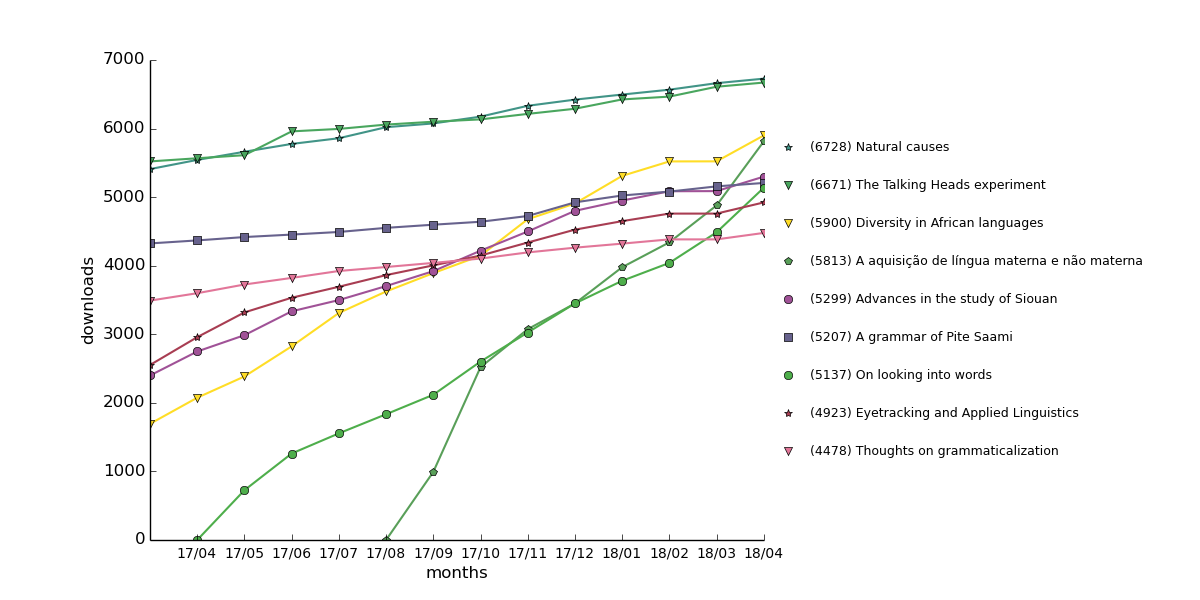 7000
6000
5000
4000
3000
2000
1000
0
downloads
17/04 17/05 17/06 17/07 17/08 17/09 17/10 17/11 17/12 18/01 18/02 18/03 18/04
months
(6728) Natural causes
(6671) The Talking Heads experiment
(5900) Diversity in African languages
(5813) A aquisição de língua materna e não materna
(5299) Advances in the study of Siouan
(5207) A grammar of Pite Saami
(5137) On looking into words
(4923) Eyetracking and Applied Linguistics
(4478) Thoughts on grammaticalization